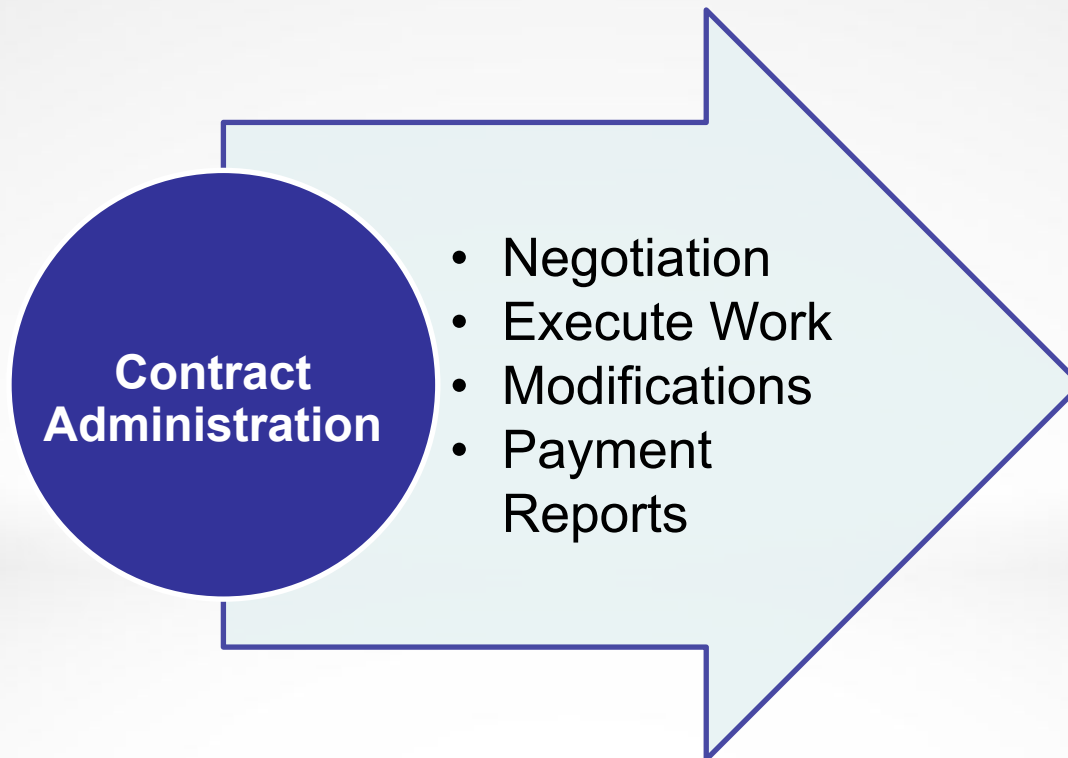 Contract
Administration
• Negotiation
• Execute Work
• Modifications
• Payment
Reports